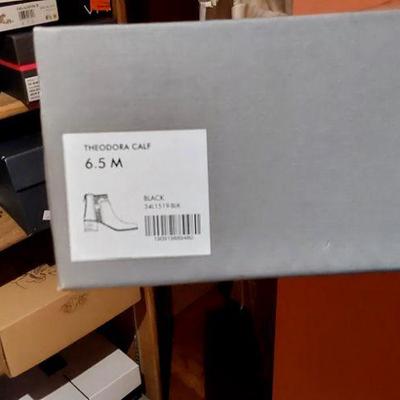 THEODORA CALF
6.5 M
BLACK
34L1519-BLK